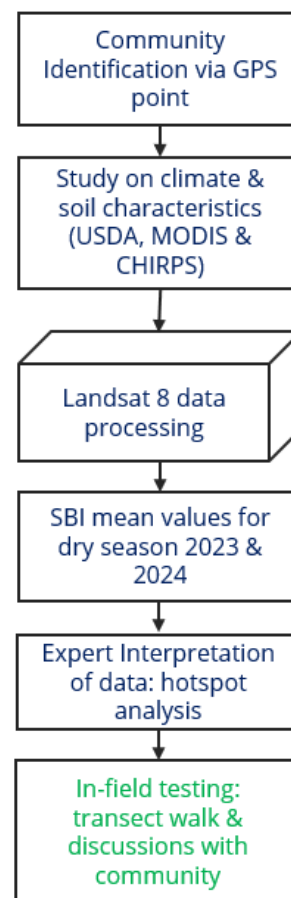 Community
Identification via GPS
point
Study on climate &
soil characteristics
(USDA, MODIS &
CHIRPS)
Landsat 8 data
processing
SBI mean values for
dry season 2023 &
2024
Expert Interpretation
of data: hotspot
analysis
In-field testing:
transect walk &
discussions with
community